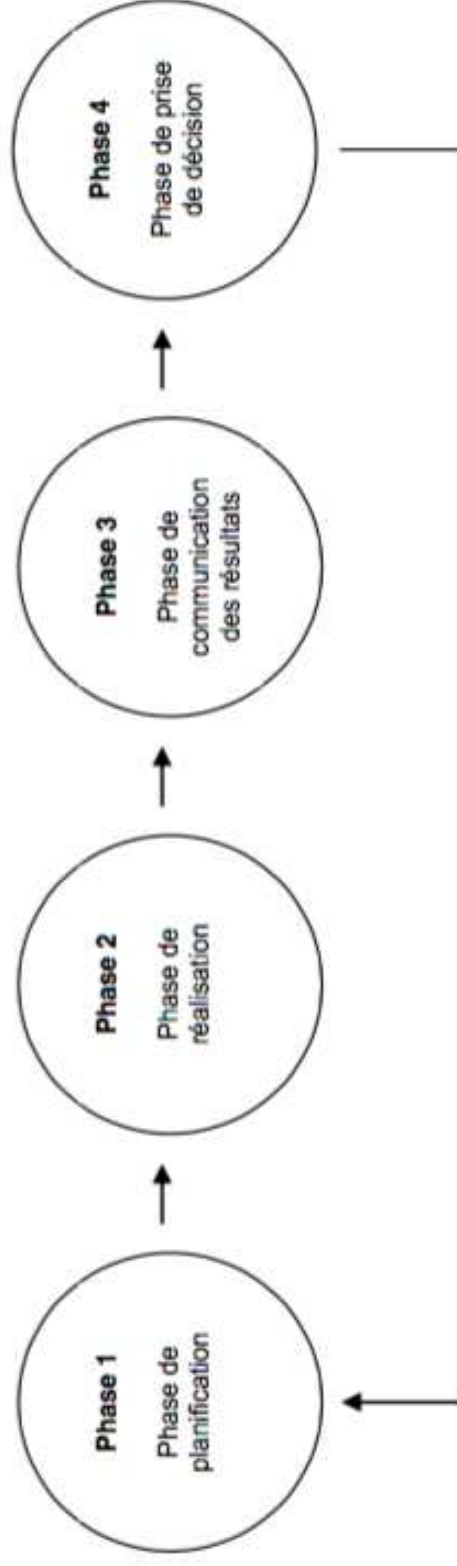 Phase 1
Phase de
planification
Phase 2
Phase de
réalisation
Phase 3
Phase de
communication
des résultats
Phase 4
Phase de prise
de décision